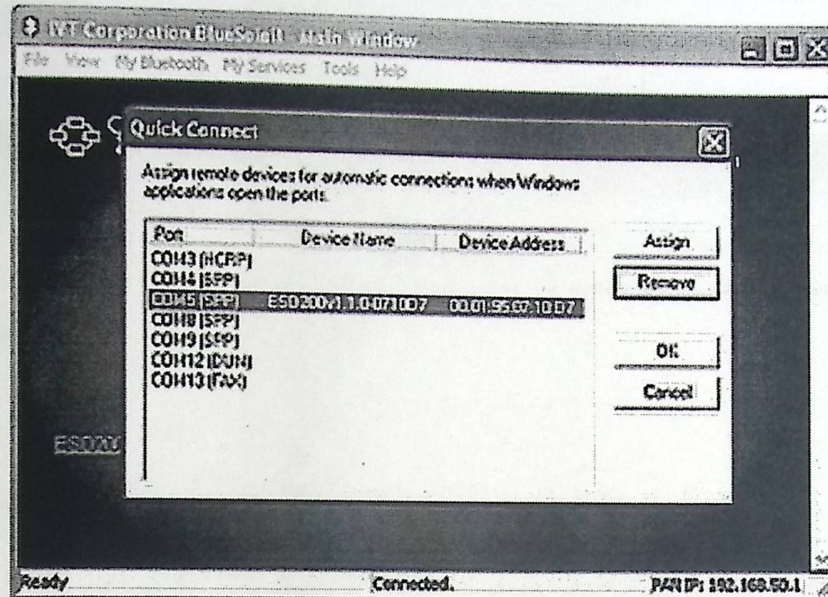 IVT Corporation BlueSoleil Main Window
File View My Bluetooth My Services Tools Help
Quick Connect
Assign remote devices for automatic connections when Windows
applications open the ports.
Port Device Name Device Address
COM3 (HCRP)
COM4 (SPP)
COM5 (SPP) ESD200v1.1.0-0710D7 00:01:95:07:10:D7
COM8 (SPP)
COM9 (SPP)
COM12 (DUN)
COM13 (FAX)
Assign
Remove
OK
Cancel
ESD200
Ready Connected. PAN IP: 192.168.50.1